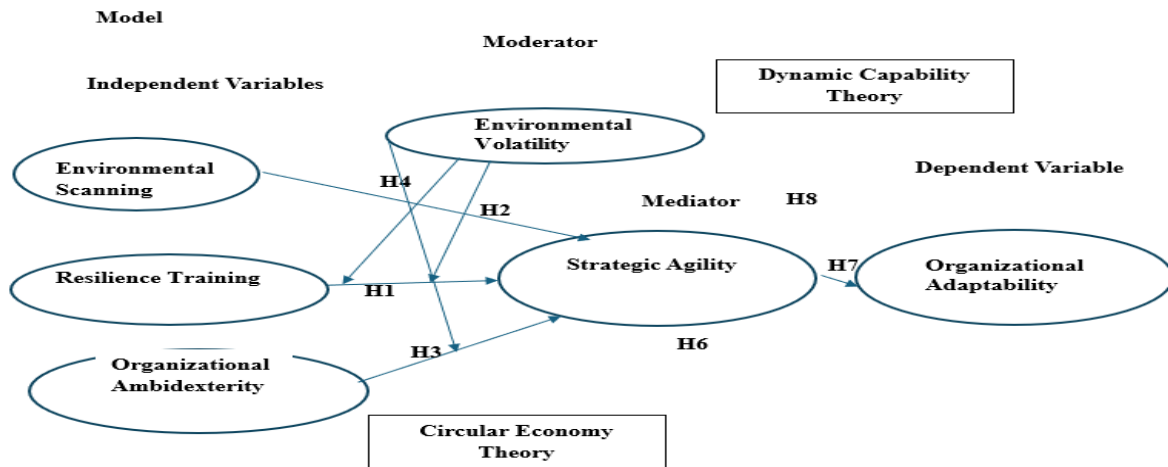 Model
Moderator
Independent Variables
Dynamic Capability
Theory
Environmental
Volatility
Environmental
Scanning
Dependent Variable
H4
H2
Mediator
H8
Resilience Training
H1
Strategic Agility
H7
Organizational
Adaptability
H3
H6
Organizational
Ambidexterity
Circular Economy
Theory